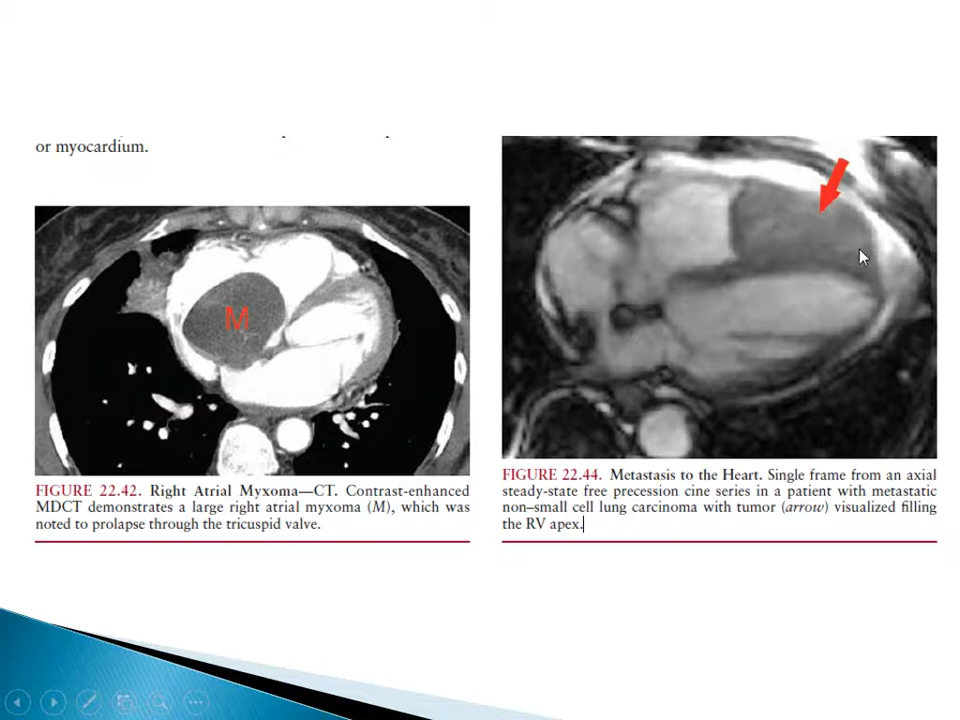 or myocardium.
M
FIGURE 22.42. Right Atrial Myxoma—CT. Contrast-enhanced
MDCT demonstrates a large right atrial myxoma (M), which was
noted to prolapse through the tricuspid valve.
FIGURE 22.44. Metastasis to the Heart. Single frame from an axial
steady-state free precession cine series in a patient with metastatic
non–small cell lung carcinoma with tumor (arrow) visualized filling
the RV apex.